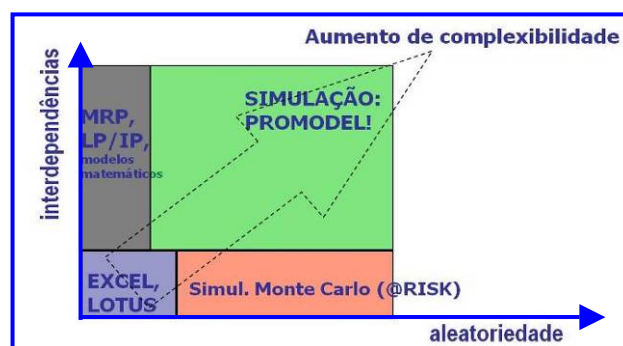 Aumento de complexibilidade
interdependências
SIMULAÇÃO:
PROMODEL!
MRP,
LP/IP,
modelos
matemáticos
EXCEL,
LOTUS
Simul. Monte Carlo (@RISK)
aleatoriedade